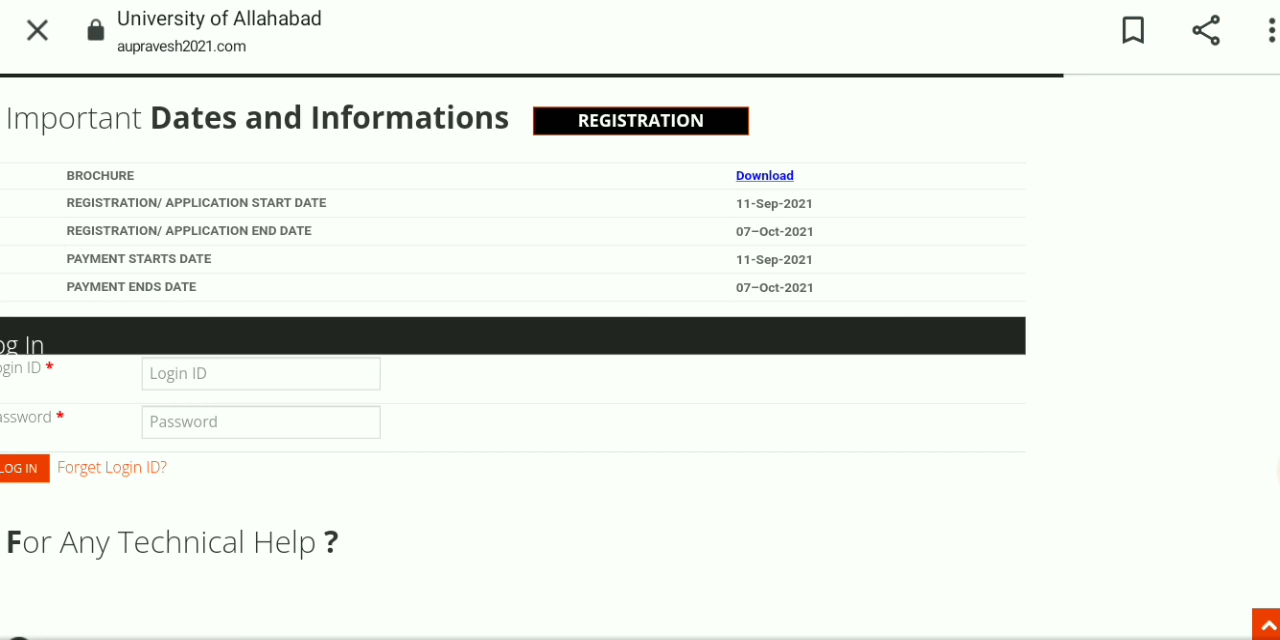 University of Allahabad
aupravesh2021.com
Important Dates and Informations REGISTRATION
BROCHURE Download
REGISTRATION/ APPLICATION START DATE 11-Sep-2021
REGISTRATION/ APPLICATION END DATE 07–Oct-2021
PAYMENT STARTS DATE 11-Sep-2021
PAYMENT ENDS DATE 07–Oct-2021
og In
ogin ID * Login ID
assword * Password
LOG IN Forget Login ID?
For Any Technical Help ?